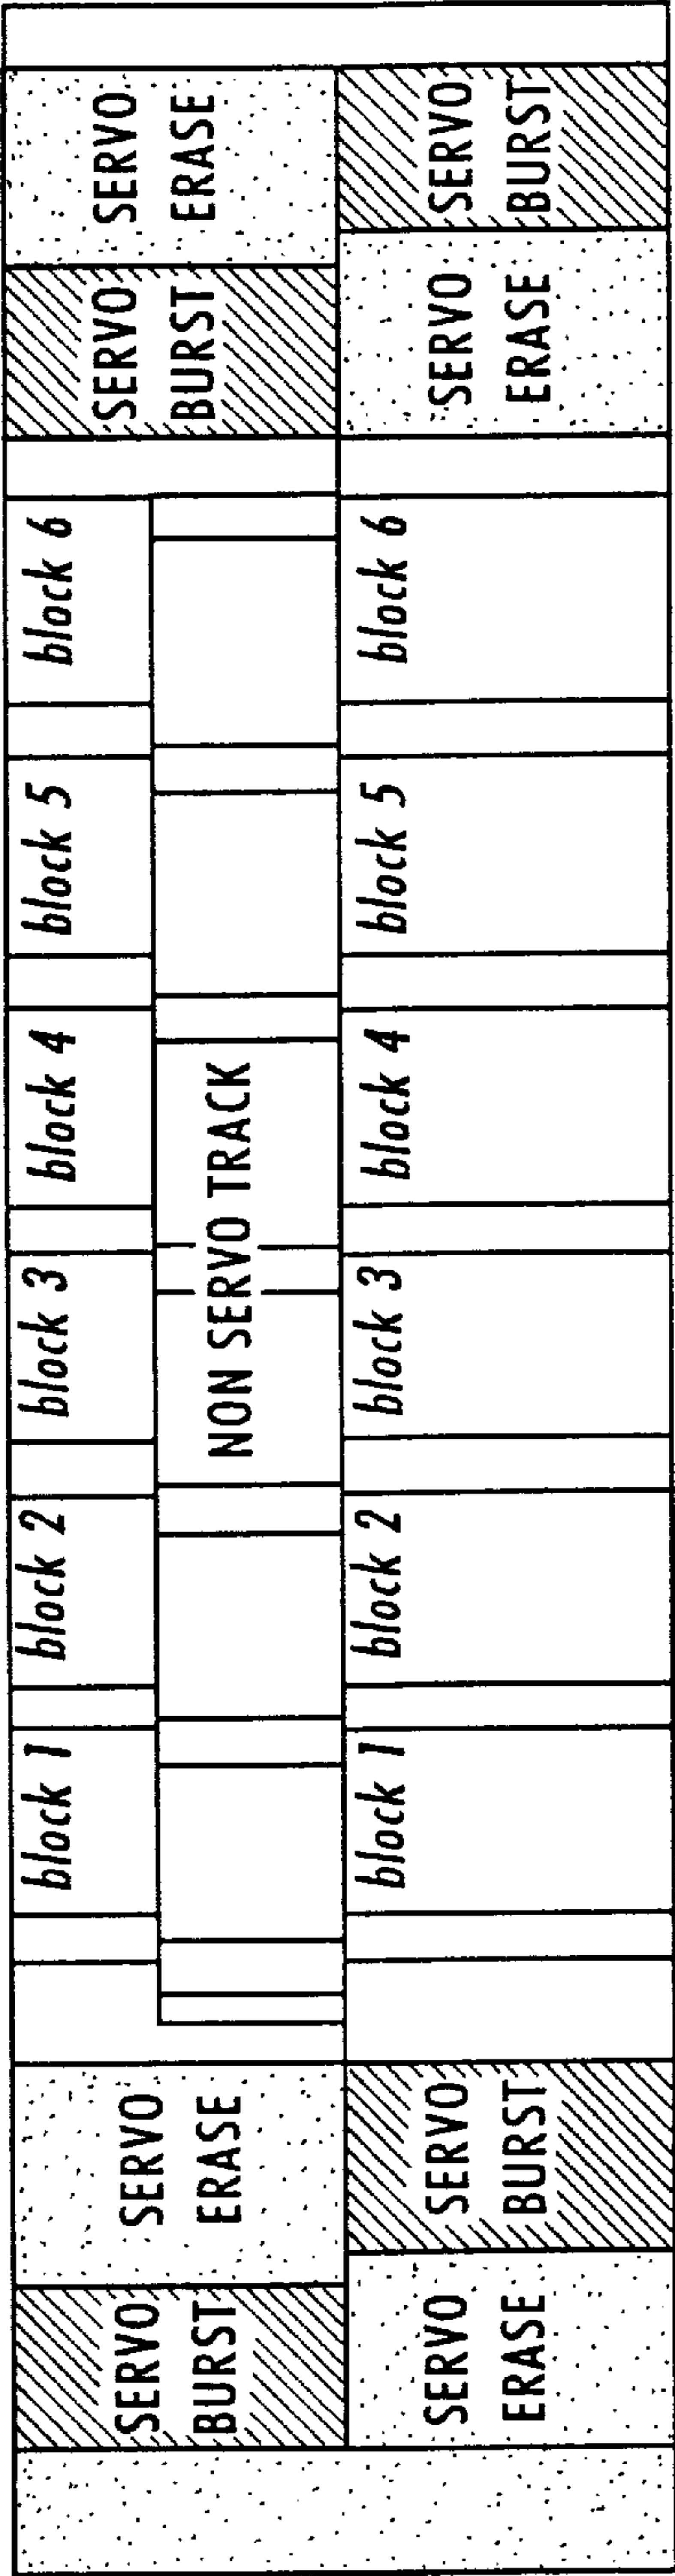 SERVO
BURST
SERVO
ERASE
block 1
block 2
block 3
block 4
block 5
block 6
SERVO
BURST
SERVO
ERASE
NON SERVO TRACK
SERVO
ERASE
SERVO
BURST
block 1
block 2
block 3
block 4
block 5
block 6
SERVO
ERASE
SERVO
BURST